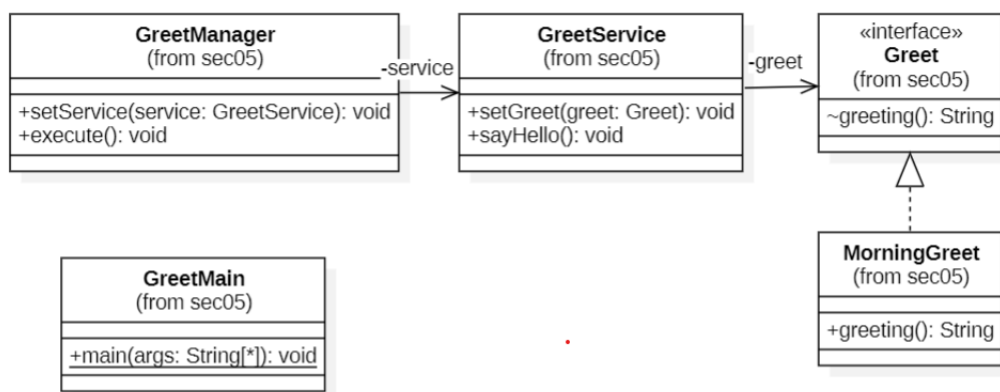 GreetManager
(from sec05)
+setService(service: GreetService): void
+execute(): void
-service
GreetService
(from sec05)
+setGreet(greet: Greet): void
+sayHello(): void
-greet
«interface»
Greet
(from sec05)
~greeting(): String
GreetMain
(from sec05)
+main(args: String[*]): void
MorningGreet
(from sec05)
+greeting(): String